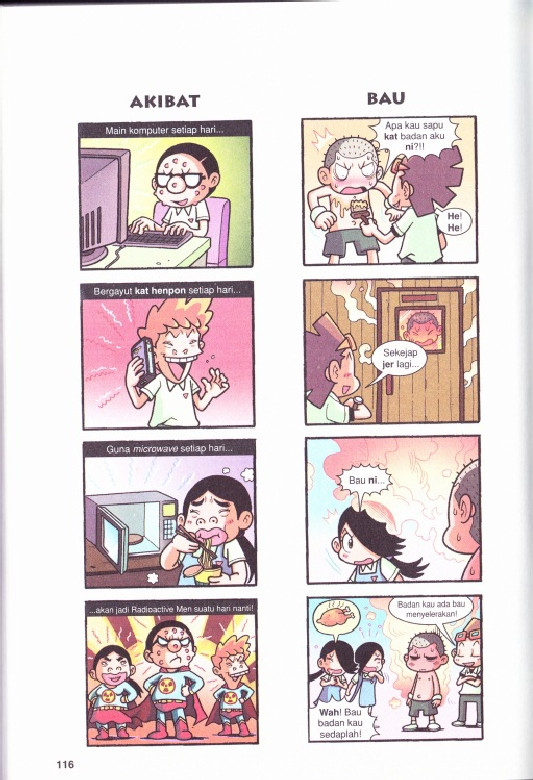 AKIBAT
Main komputer setiap hari...
Bergayut kat henpon setiap hari...
Guna microwave setiap hari...
...akan jadi Radioactive Men suatu hari nanti!
BAU
Apa kau sapu
kat badan aku
ni?!!
He!
He!
Sekejap
jer lagi...
Bau ni...
Badan kau ada bau
menyelerakan!
Wah! Bau
badan kau
sedaplah!
116